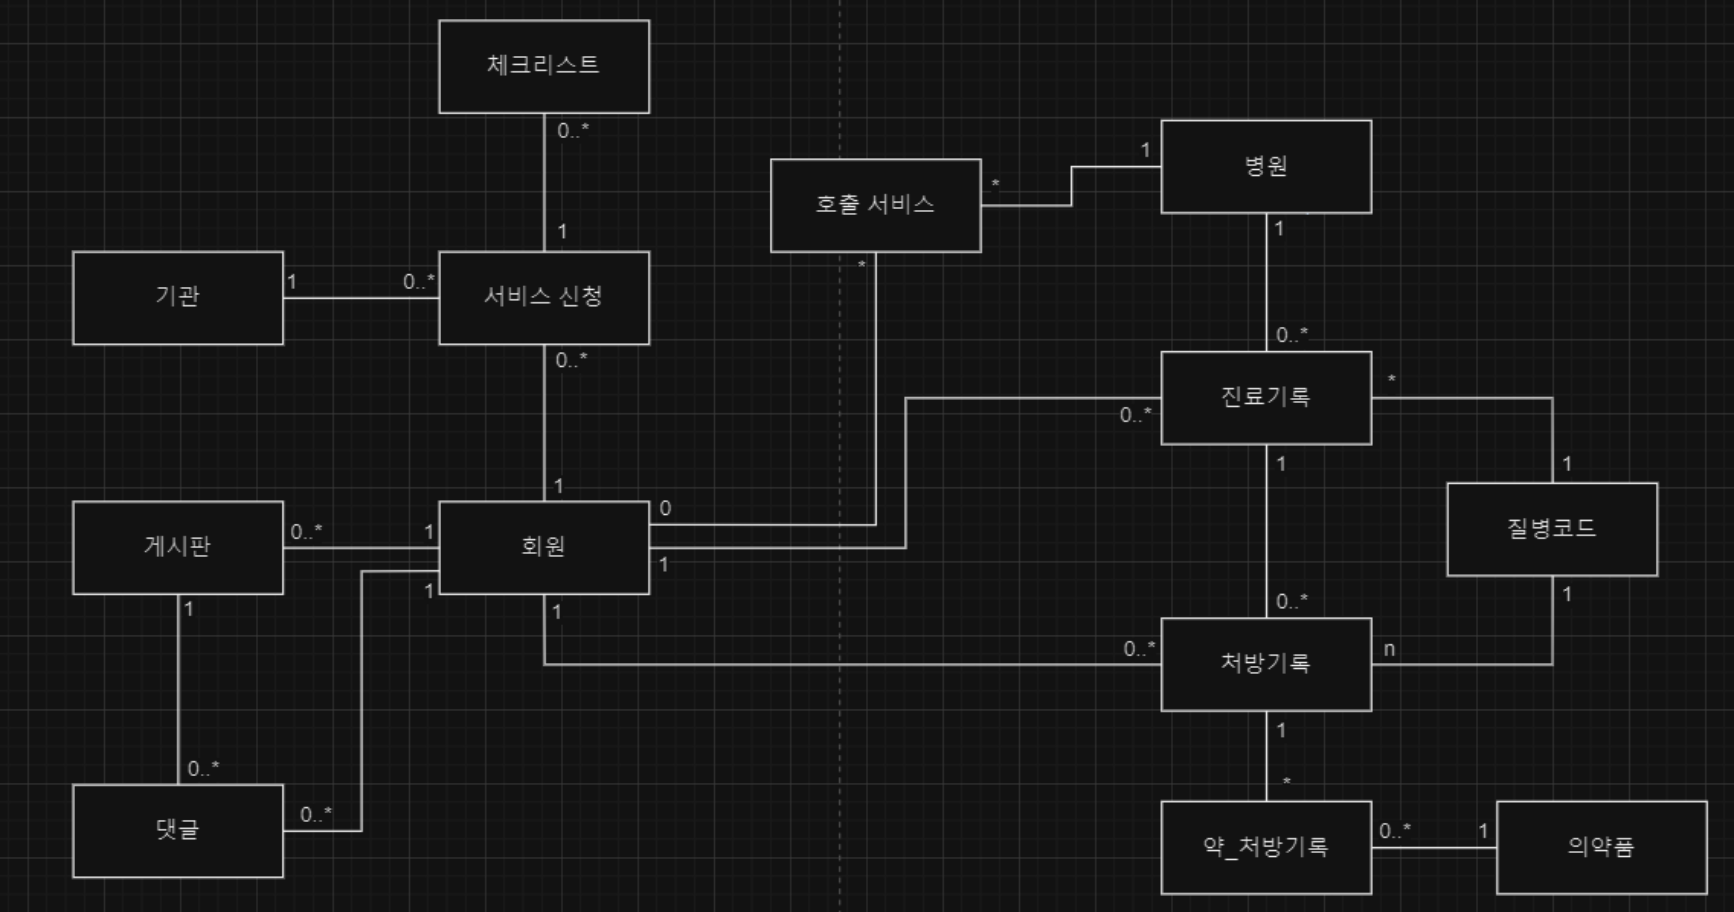 체크리스트
0..*
1
호출 서비스
*
*
1
병원
1
기관
1
0..*
서비스 신청
0..*
1
0..*
0..*
진료기록
*
1
1
질병코드
1
게시판
0..*
1
회원
0
1
1
1
1
0..*
0..*
처방기록
n
1
*
0..*
0..*
댓글
약_처방기록
0..*
1
의약품